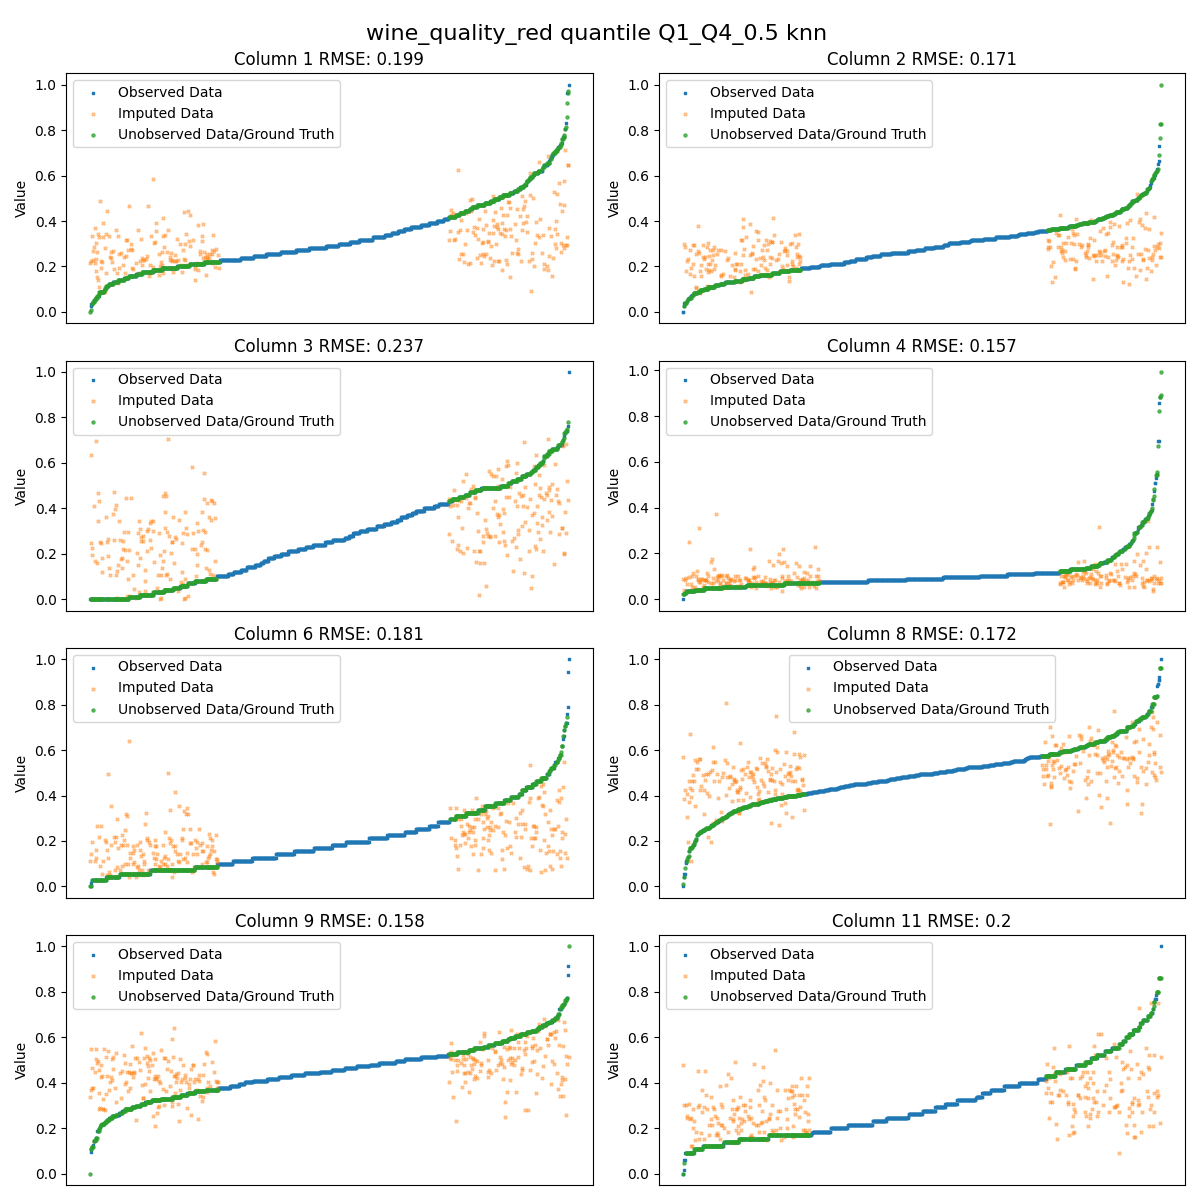 wine_quality_red quantile Q1_Q4_0.5 knn
Column 1 RMSE: 0.199
1.0
0.8
0.6
0.4
0.2
0.0
Value
Observed Data
Imputed Data
Unobserved Data/Ground Truth
Column 2 RMSE: 0.171
1.0
0.8
0.6
0.4
0.2
0.0
Value
Observed Data
Imputed Data
Unobserved Data/Ground Truth
Column 3 RMSE: 0.237
1.0
0.8
0.6
0.4
0.2
0.0
Value
Observed Data
Imputed Data
Unobserved Data/Ground Truth
Column 4 RMSE: 0.157
1.0
0.8
0.6
0.4
0.2
0.0
Value
Observed Data
Imputed Data
Unobserved Data/Ground Truth
Column 6 RMSE: 0.181
1.0
0.8
0.6
0.4
0.2
0.0
Value
Observed Data
Imputed Data
Unobserved Data/Ground Truth
Column 8 RMSE: 0.172
1.0
0.8
0.6
0.4
0.2
0.0
Value
Observed Data
Imputed Data
Unobserved Data/Ground Truth
Column 9 RMSE: 0.158
1.0
0.8
0.6
0.4
0.2
0.0
Value
Observed Data
Imputed Data
Unobserved Data/Ground Truth
Column 11 RMSE: 0.2
1.0
0.8
0.6
0.4
0.2
0.0
Value
Observed Data
Imputed Data
Unobserved Data/Ground Truth